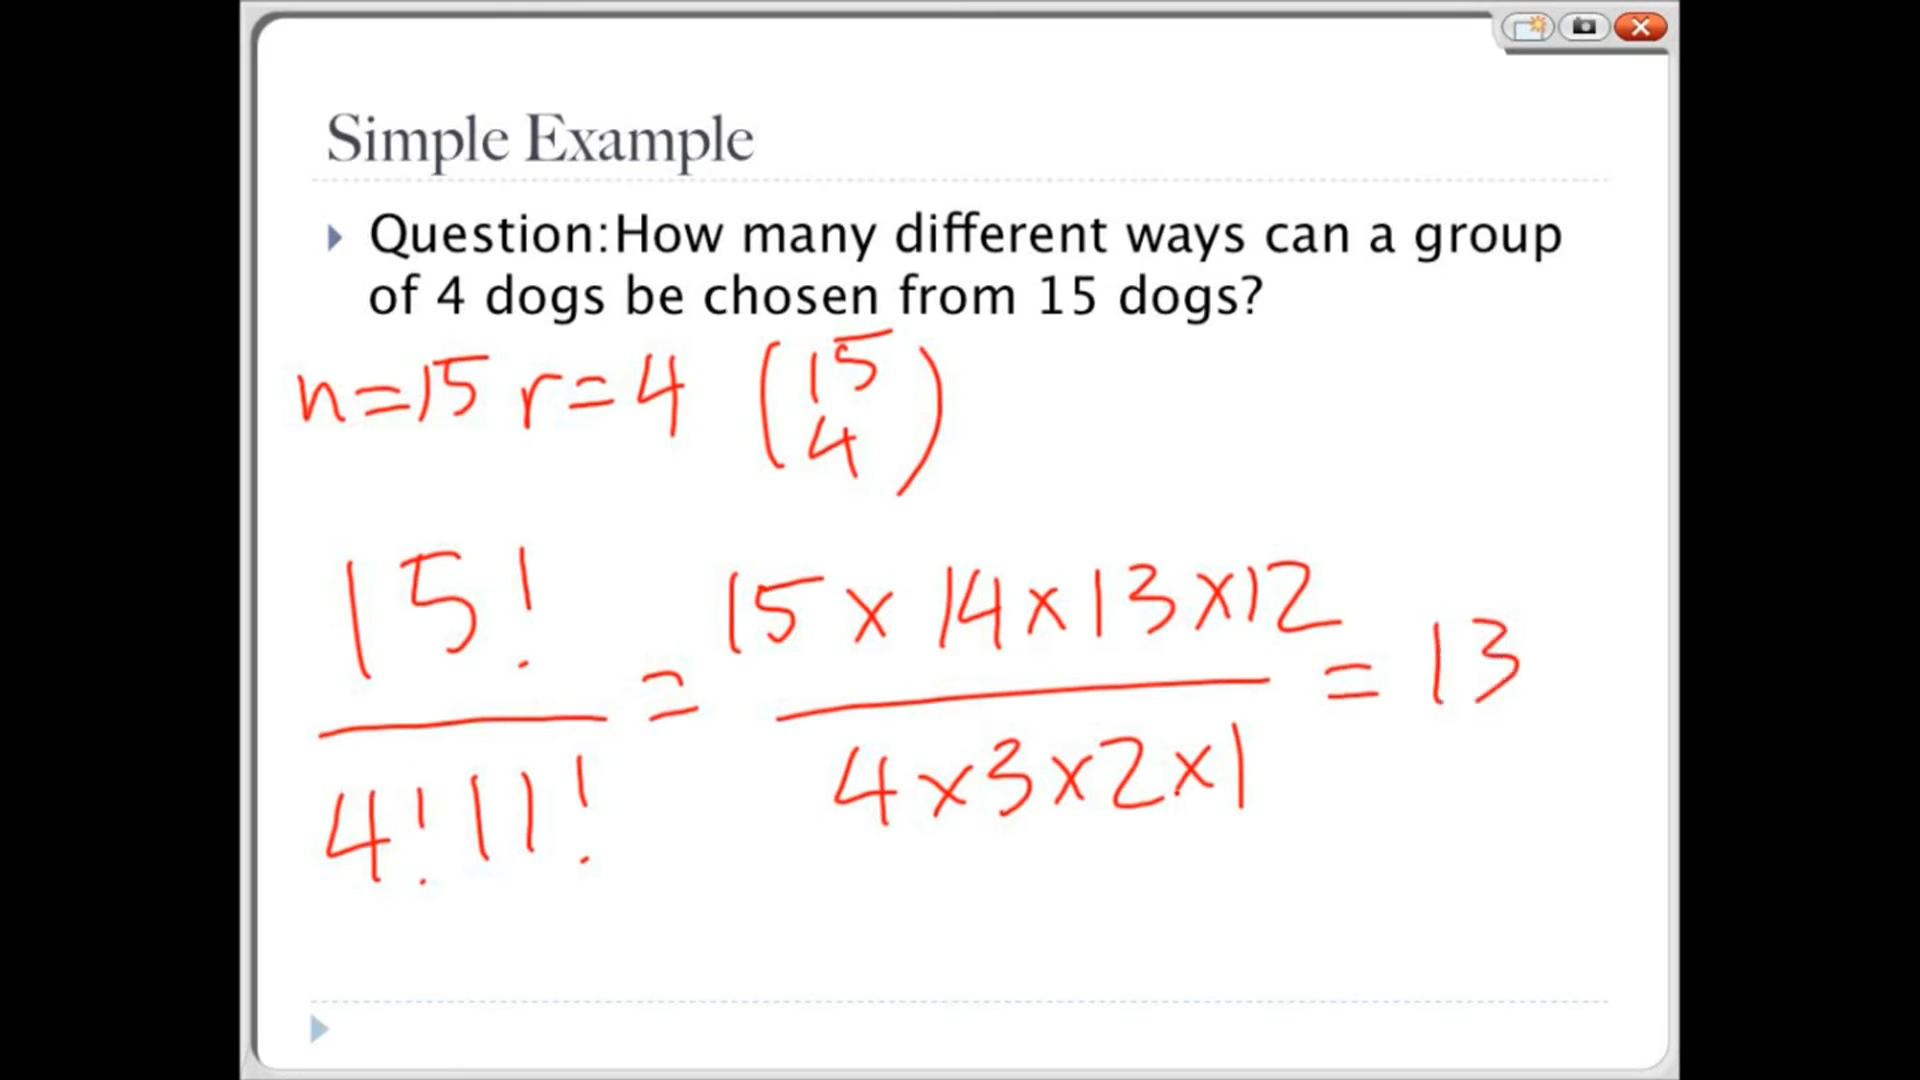 Simple Example
Question:How many different ways can a group
of 4 dogs be chosen from 15 dogs?
n=15 r=4 (15
4)
15! / 4!11! = 15 x 14 x 13 x 12 / 4 x 3 x 2 x 1 = 13